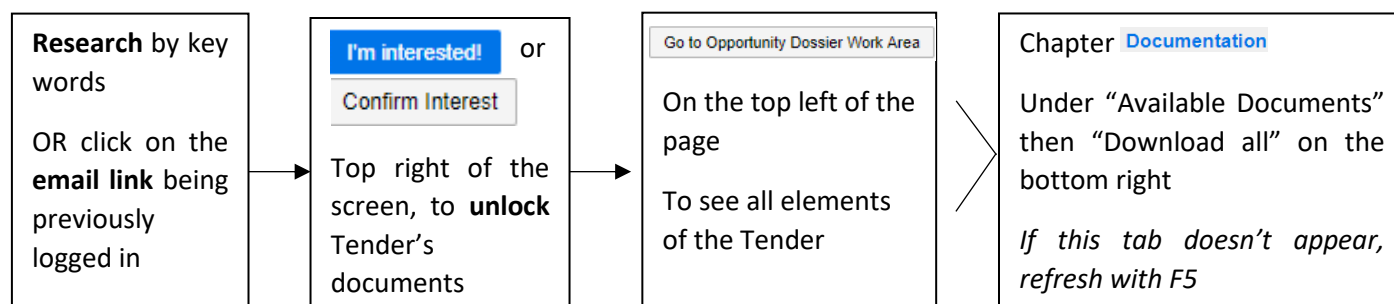 Research by key
words
OR click on the
email link being
previously
logged in
I'm interested! or
Confirm Interest
Top right of the
screen, to unlock
Tender's
documents
Go to Opportunity Dossier Work Area
On the top left of the
page
To see all elements
of the Tender
Chapter Documentation
Under “Available Documents”
then “Download all” on the
bottom right
If this tab doesn’t appear,
refresh with F5